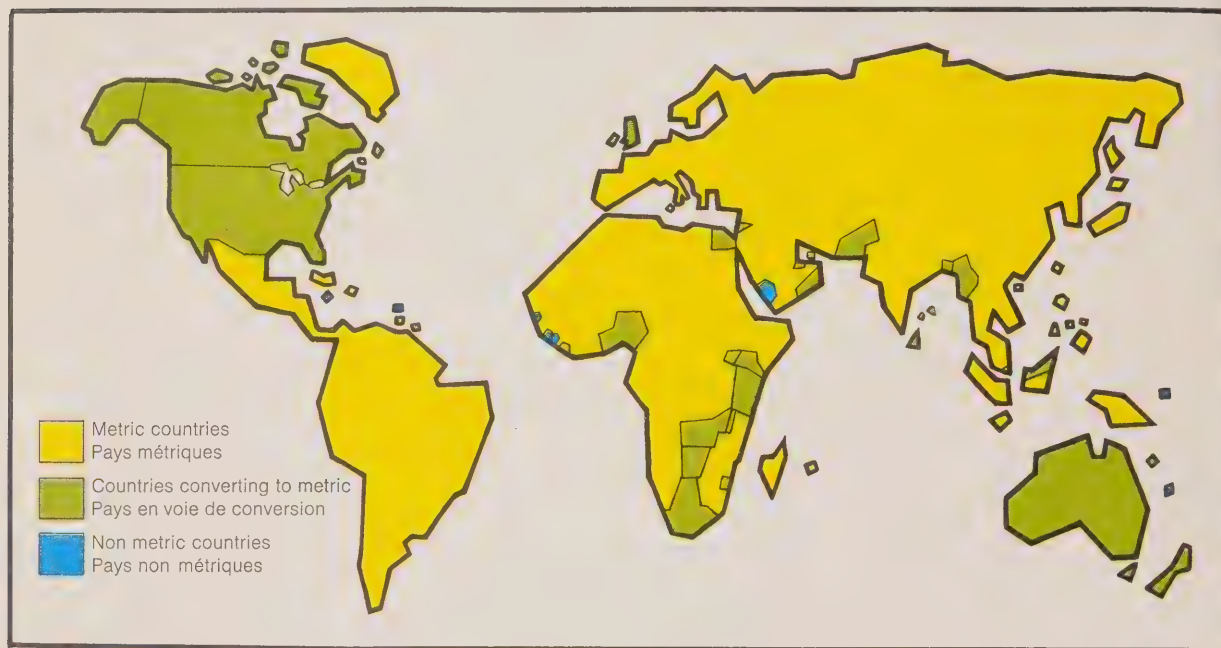 Metric countries
Pays métriques
Countries converting to metric
Pays en voie de conversion
Non metric countries
Pays non métriques